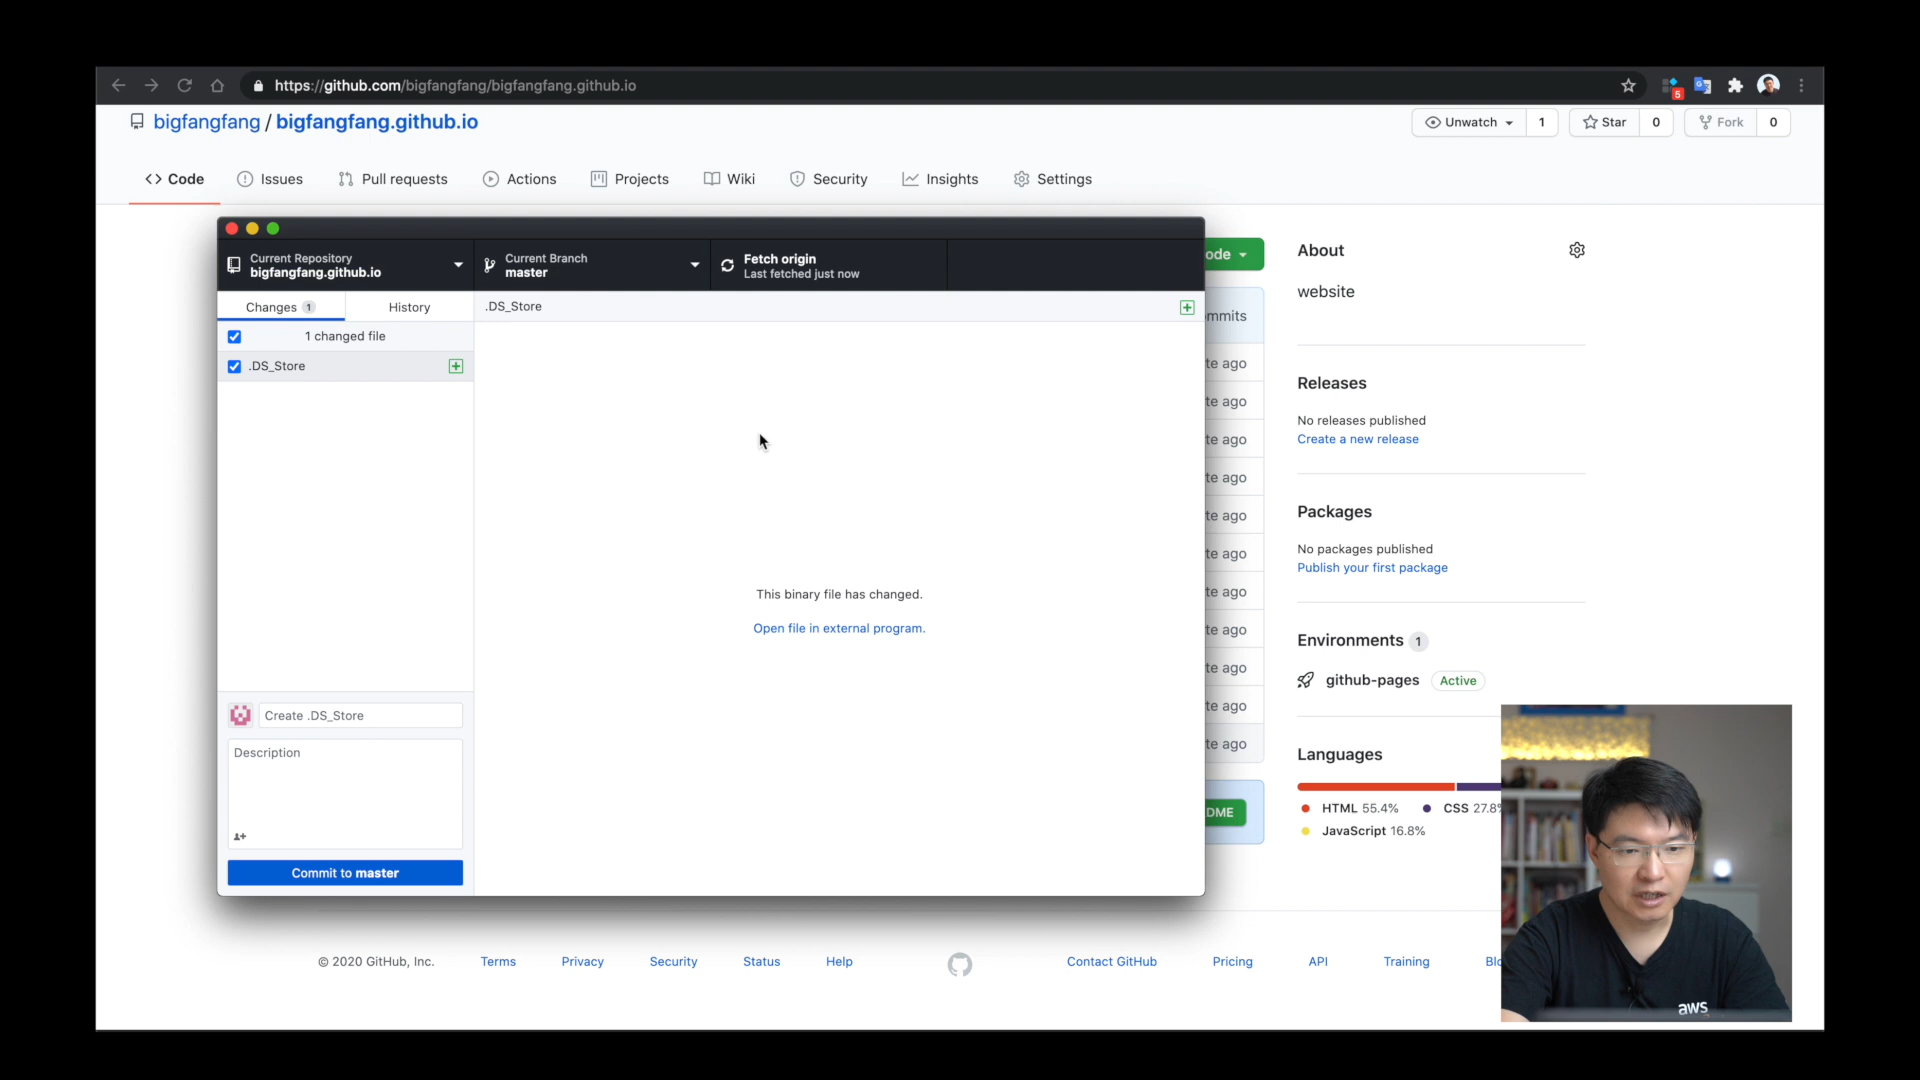 https://github.com/bigfangfang/bigfangfang.github.io
5
bigfangfang / bigfangfang.github.io
Unwatch 1
Star 0
Fork 0
Code
Issues
Pull requests
Actions
Projects
Wiki
Security
Insights
Settings
Current Repository
bigfangfang.github.io
Current Branch
master
Fetch origin
Last fetched just now
Changes 1
History
.DS_Store
1 changed file
.DS_Store
This binary file has changed.
Open file in external program.
Create .DS_Store
Description
Commit to master
ode
mmits
te ago
te ago
te ago
te ago
te ago
te ago
te ago
te ago
te ago
te ago
te ago
DME
About
website
Releases
No releases published
Create a new release
Packages
No packages published
Publish your first package
Environments 1
github-pages Active
Languages
HTML 55.4%
CSS 27.8%
JavaScript 16.8%
© 2020 GitHub, Inc.
Terms
Privacy
Security
Status
Help
Contact GitHub
Pricing
API
Training
Blo
aws